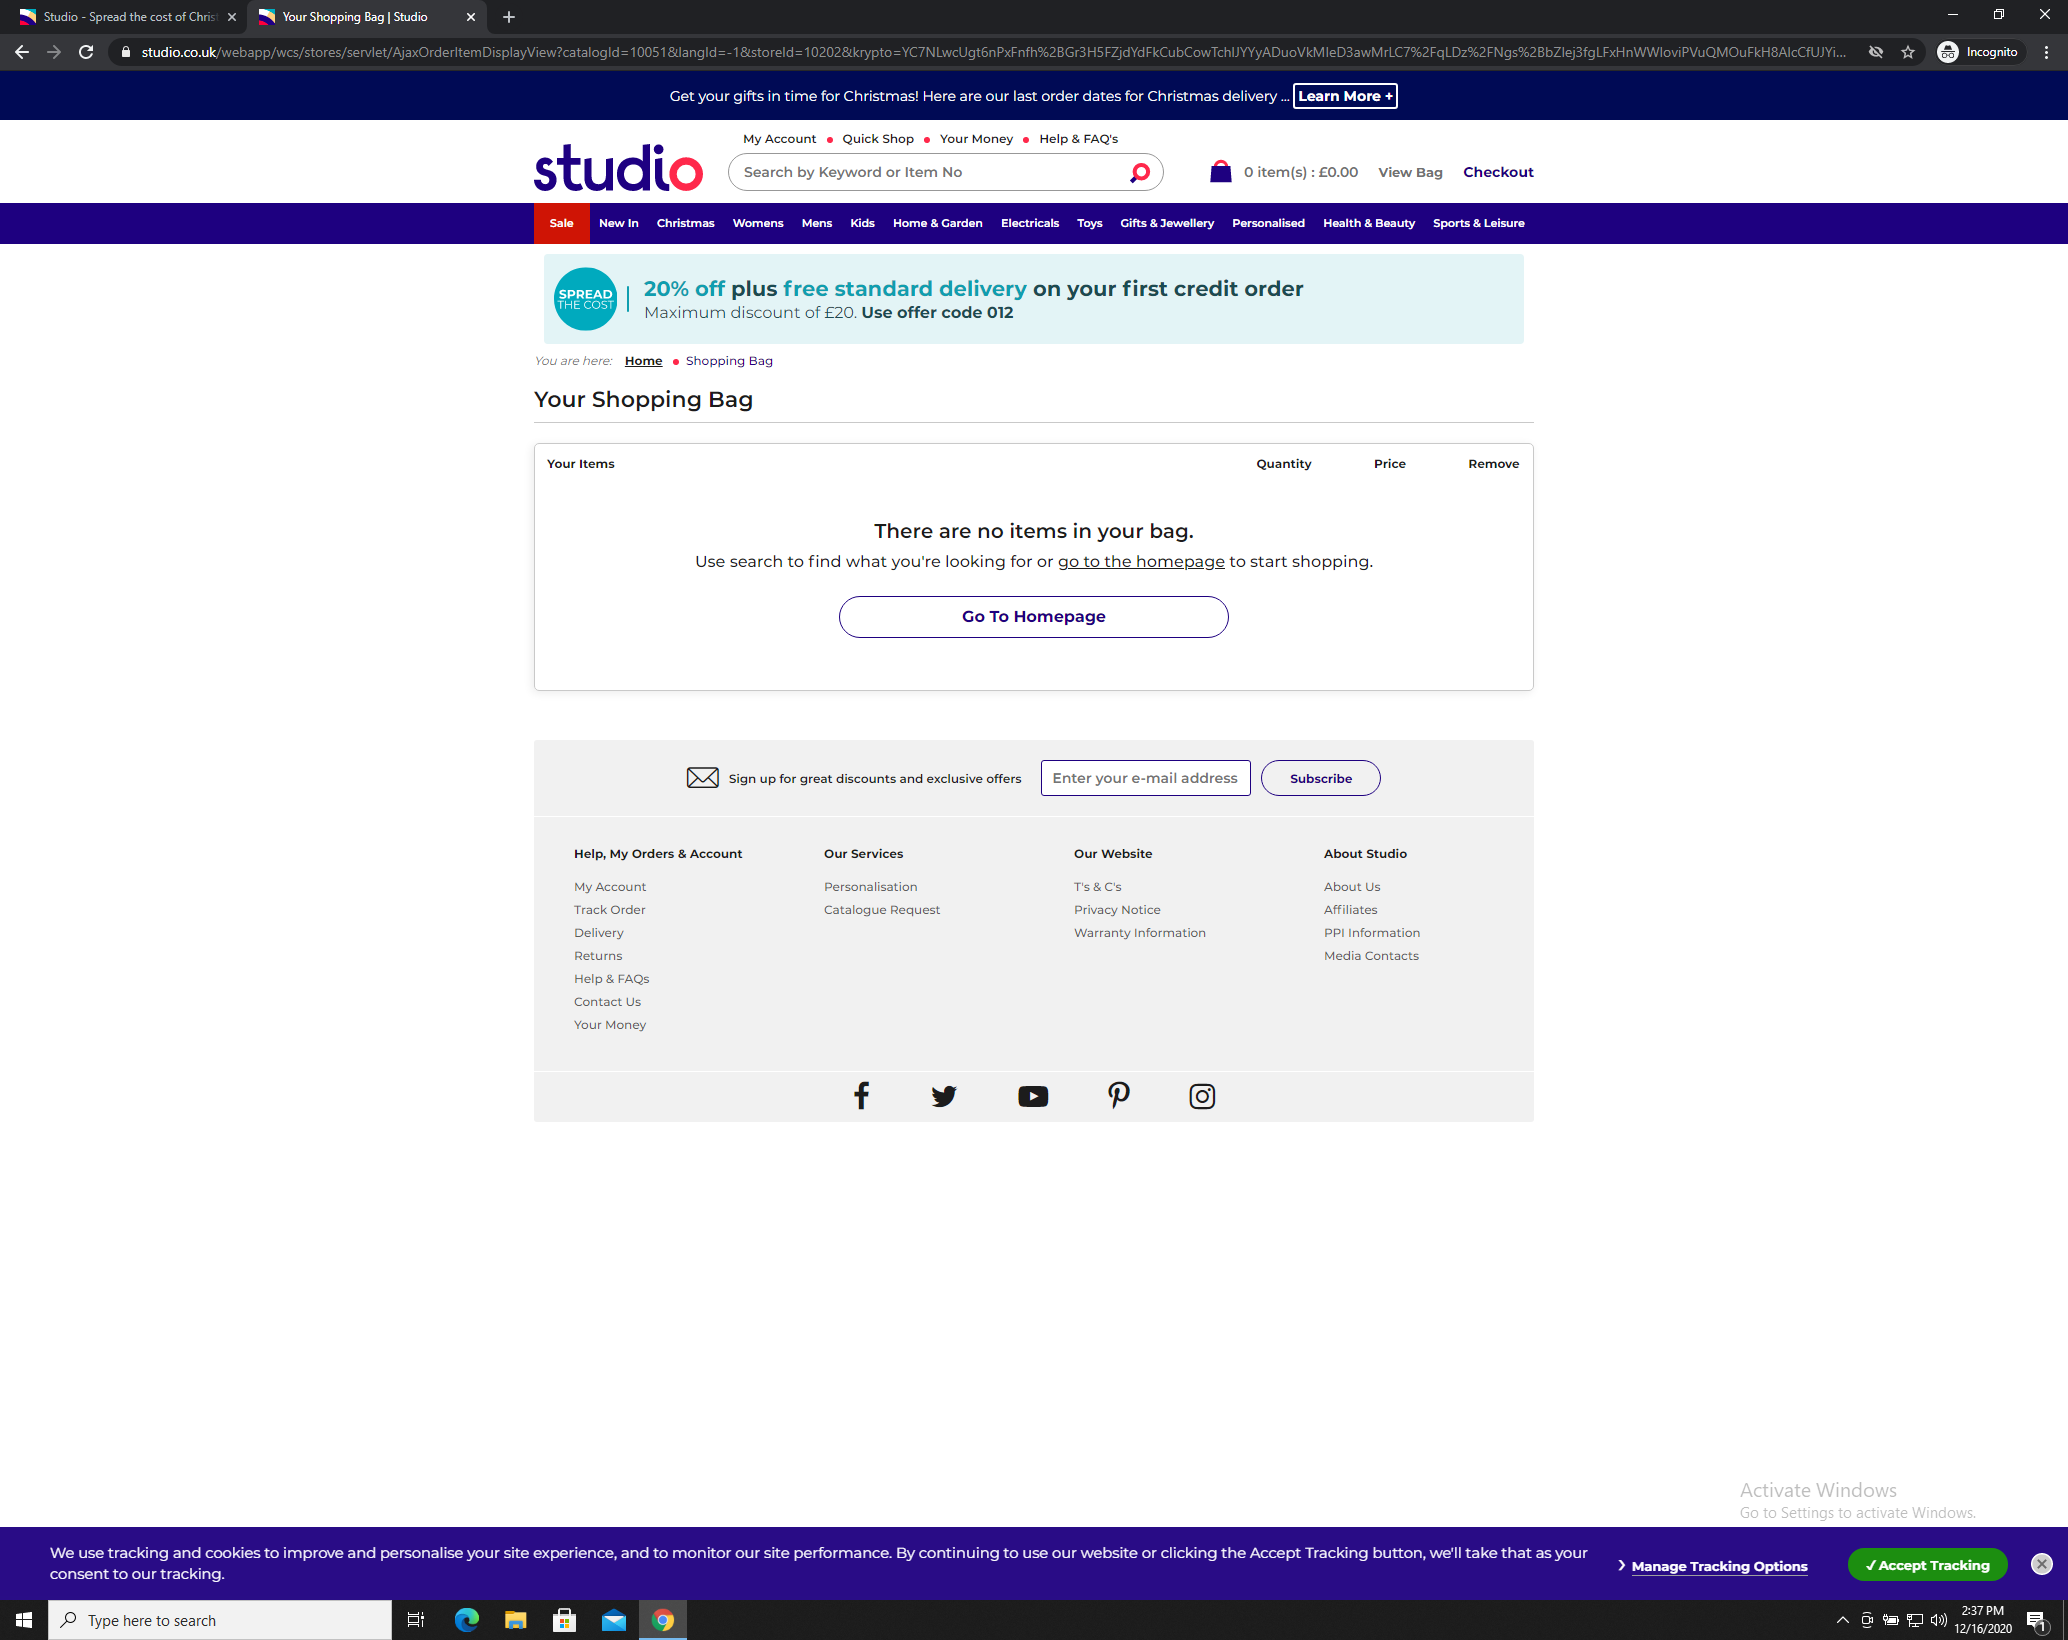 Studio - Spread the cost of Christ
Your Shopping Bag | Studio
studio.co.uk/webapp/wcs/stores/servlet/AjaxOrderItemDisplayView?catalogId=10051&langId=-1&storeId=10202&krypto=
Incognito
Get your gifts in time for Christmas! Here are our last order dates for Christmas delivery ... Learn More +
My Account Quick Shop Your Money Help & FAQ's
studio
Search by Keyword or Item No
0 item(s) : £0.00 View Bag Checkout
Sale New In Christmas Womens Mens Kids Home & Garden Electricals Toys Gifts & Jewellery Personalised Health & Beauty Sports & Leisure
SPREAD
THE COST
20% off plus free standard delivery on your first credit order
Maximum discount of £20. Use offer code 012
You are here: Home Shopping Bag
Your Shopping Bag
Your Items Quantity Price Remove
There are no items in your bag.
Use search to find what you're looking for or go to the homepage to start shopping.
Go To Homepage
Sign up for great discounts and exclusive offers Enter your e-mail address Subscribe
Help, My Orders & Account
My Account
Track Order
Delivery
Returns
Help & FAQs
Contact Us
Your Money
Our Services
Personalisation
Catalogue Request
Our Website
T's & C's
Privacy Notice
Warranty Information
About Studio
About Us
Affiliates
PPI Information
Media Contacts
Activate Windows
Go to Settings to activate Windows.
We use tracking and cookies to improve and personalise your site experience, and to monitor our site performance. By continuing to use our website or clicking the Accept Tracking button, we'll take that as your
consent to our tracking.
Manage Tracking Options
✓ Accept Tracking
Type here to search
2:37 PM
12/16/2020
1